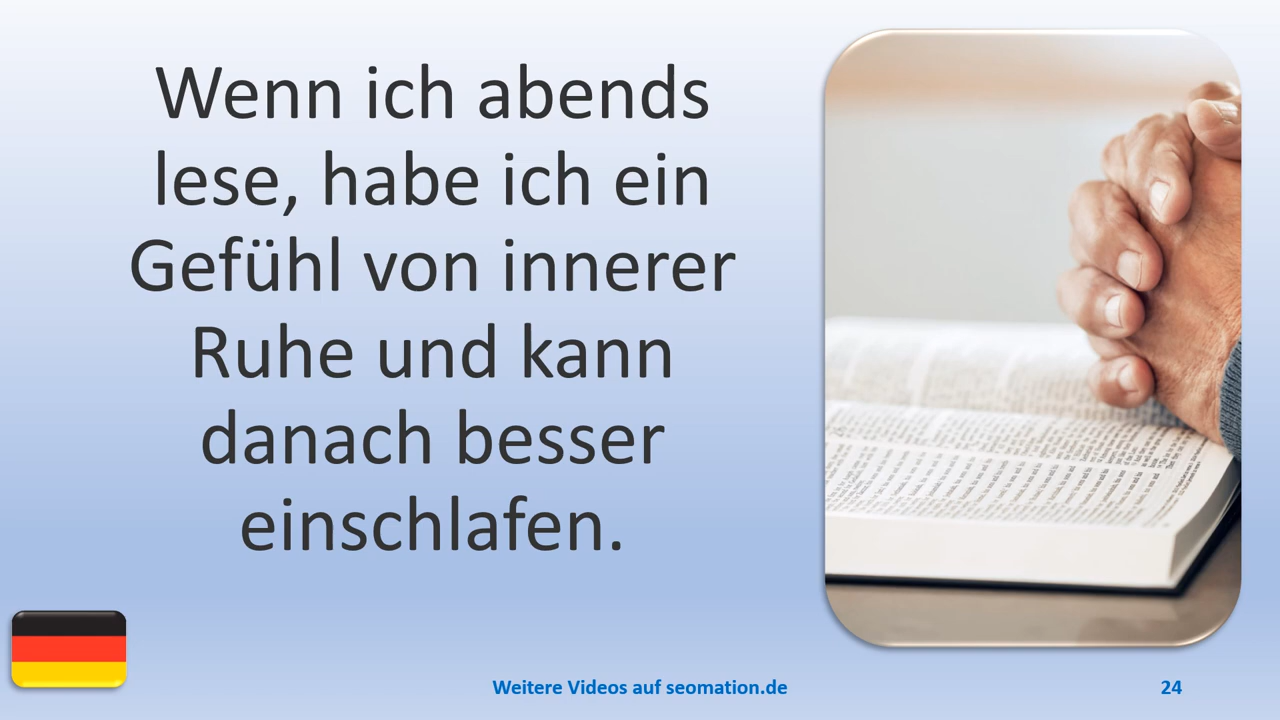 Wenn ich abends
lese, habe ich ein
Gefühl von innerer
Ruhe und kann
danach besser
einschlafen.
Weitere Videos auf seomation.de
24